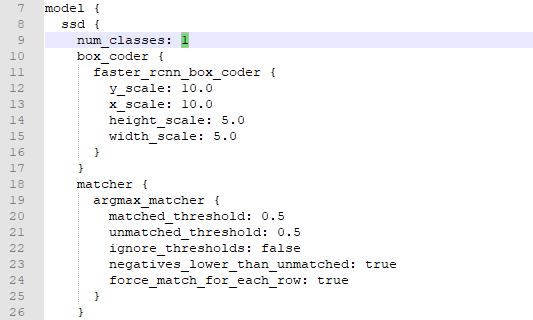 7 model {
8 ssd {
9 num_classes: 1
10 box_coder {
11 faster_rcnn_box_coder {
12 y_scale: 10.0
13 x_scale: 10.0
14 height_scale: 5.0
15 width_scale: 5.0
16 }
17 }
18 matcher {
19 argmax_matcher {
20 matched_threshold: 0.5
21 unmatched_threshold: 0.5
22 ignore_thresholds: false
23 negatives_lower_than_unmatched: true
24 force_match_for_each_row: true
25 }
26 }